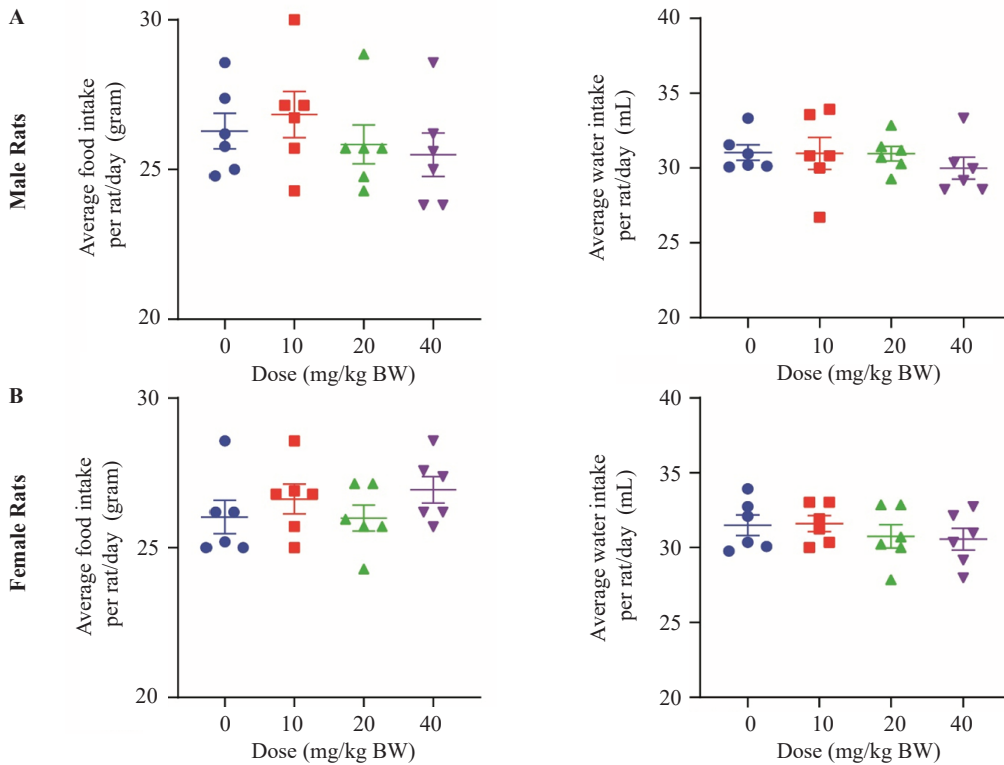 A
Male Rats
Average food intake
per rat/day (gram)
30
25
20
0 10 20 40
Dose (mg/kg BW)
Average water intake
per rat/day (mL)
40
35
30
25
20
0 10 20 40
Dose (mg/kg BW)
B
Female Rats
Average food intake
per rat/day (gram)
30
25
20
0 10 20 40
Dose (mg/kg BW)
Average water intake
per rat/day (mL)
40
35
30
25
20
0 10 20 40
Dose (mg/kg BW)